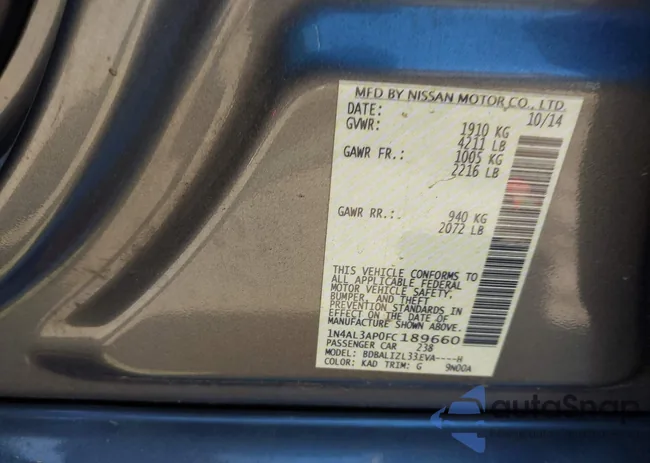 MFD BY NISSAN MOTOR CO., LTD.
DATE: 10/14
GVWR: 1910 KG
4211 LB
GAWR FR.: 1005 KG
2216 LB
GAWR RR.: 940 KG
2072 LB
THIS VEHICLE CONFORMS TO
ALL APPLICABLE FEDERAL
MOTOR VEHICLE SAFETY,
BUMPER, AND THEFT
PREVENTION STANDARDS IN
EFFECT ON THE DATE OF
MANUFACTURE SHOWN ABOVE.
1N4AL3AP0FC189660
PASSENGER CAR 238
MODEL: BDBALIZL33EVA----H
COLOR: KAD TRIM: G 9N00A
autoSnap